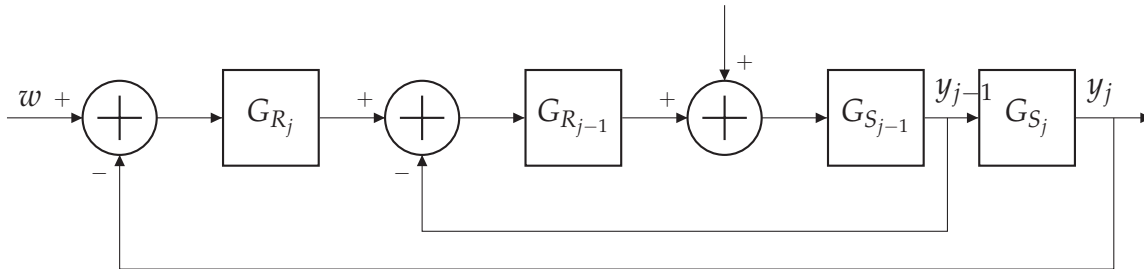 w + G_{R_j} + G_{R_{j-1}} + + G_{S_{j-1}} y_{j-1} G_{S_j} y_j
− −